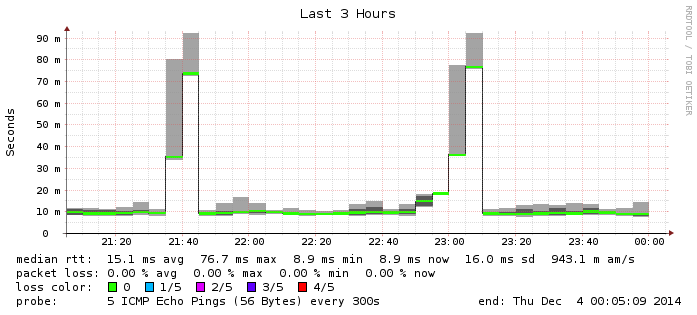 Last 3 Hours
RRDTOOL / TOBI OETIKER
Seconds
90 m
80 m
70 m
60 m
50 m
40 m
30 m
20 m
10 m
0
21:20 21:40 22:00 22:20 22:40 23:00 23:20 23:40 00:00
median rtt: 15.1 ms avg 76.7 ms max 8.9 ms min 8.9 ms now 16.0 ms sd 943.1 m am/s
packet loss: 0.00 % avg 0.00 % max 0.00 % min 0.00 % now
loss color: 0 1/5 2/5 3/5 4/5
probe: 5 ICMP Echo Pings (56 Bytes) every 300s end: Thu Dec 4 00:05:09 2014